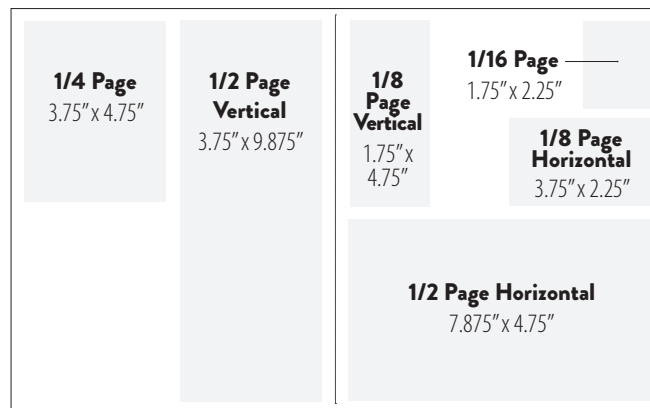 1/4 Page
3.75” x 4.75”
1/2 Page
Vertical
3.75” x 9.875”
1/8
Page
Vertical
1.75” x
4.75”
1/16 Page
1.75” x 2.25”
1/8 Page
Horizontal
3.75” x 2.25”
1/2 Page Horizontal
7.875” x 4.75”